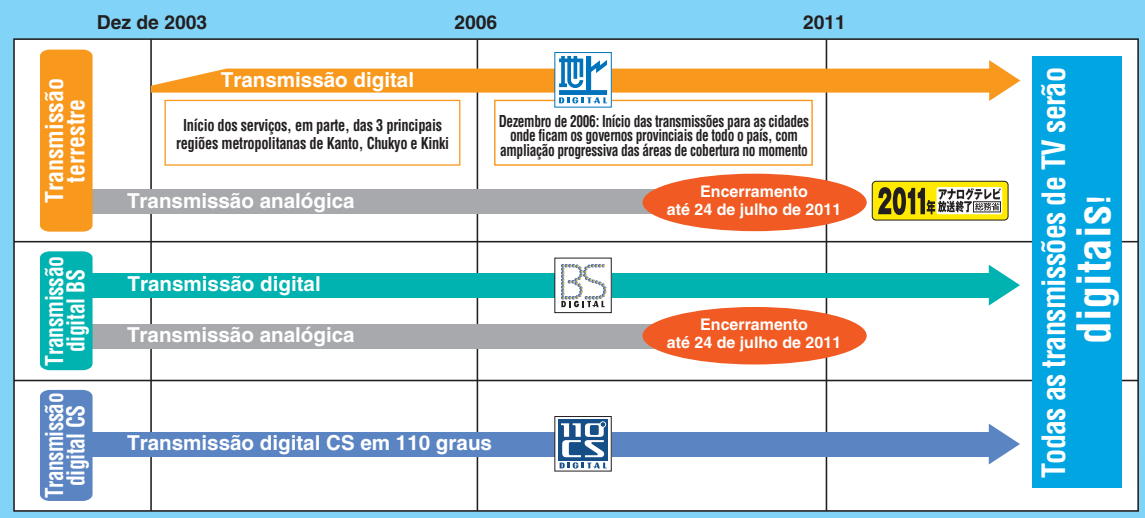 Dez de 2003
2006
2011
Transmissão
terrestre
Transmissão digital
DIGITAL
Início dos serviços, em parte, das 3 principais
regiões metropolitanas de Kanto, Chukyo e Kinki
Dezembro de 2006: Início das transmissões para as cidades
onde ficam os governos provinciais de todo o país, com
ampliação progressiva das áreas de cobertura no momento
Transmissão analógica
Encerramento
até 24 de julho de 2011
2011年 アナログテレビ
放送終了 総務省
Transmissão
digital BS
Transmissão digital
BS
DIGITAL
Transmissão analógica
Encerramento
até 24 de julho de 2011
Transmissão
digital CS
Transmissão digital CS em 110 graus
110°
CS
DIGITAL
Todas as transmissões de TV serão
digitais!